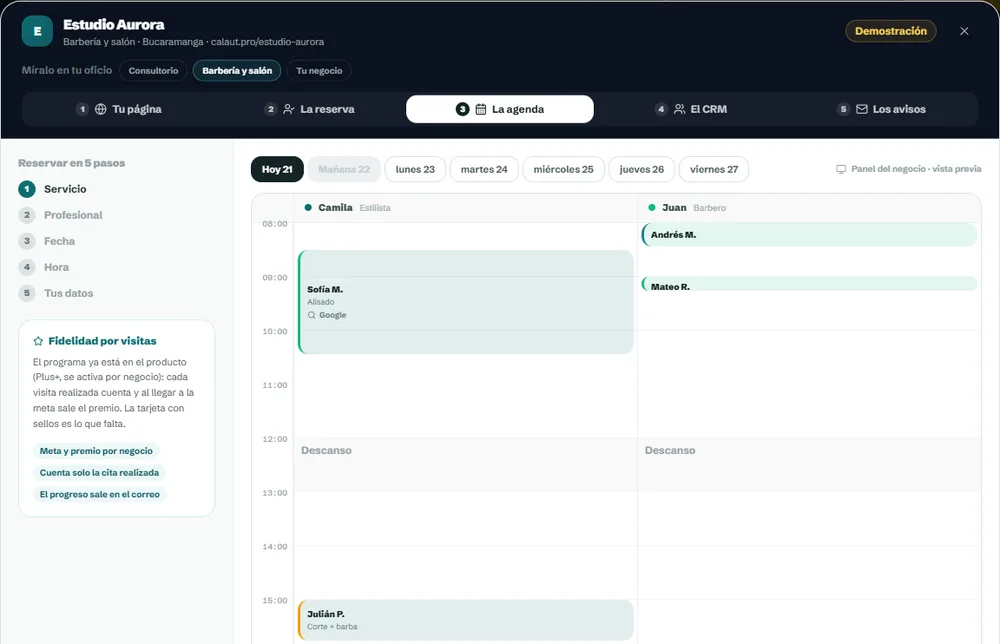 E
Estudio Aurora
Barbería y salón · Bucaramanga · calaut.pro/estudio-aurora
Demostración
Míralo en tu oficio
Consultorio
Barbería y salón
Tu negocio
1 Tu página
2 La reserva
3 La agenda
4 El CRM
5 Los avisos
Reservar en 5 pasos
1 Servicio
2 Profesional
3 Fecha
4 Hora
5 Tus datos
Fidelidad por visitas
El programa ya está en el producto
(Plus+, se activa por negocio): cada
visita realizada cuenta y al llegar a la
meta sale el premio. La tarjeta con
sellos es lo que falta.
Meta y premio por negocio
Cuenta solo la cita realizada
El progreso sale en el correo
Hoy 21
Mañana 22
lunes 23
martes 24
miércoles 25
jueves 26
viernes 27
Panel del negocio · vista previa
Camila Estilista
Juan Barbero
08:00
Andrés M.
09:00
Sofía M.
Alisado
Google
Mateo R.
10:00
11:00
12:00
Descanso
Descanso
13:00
14:00
15:00
Julián P.
Corte + barba